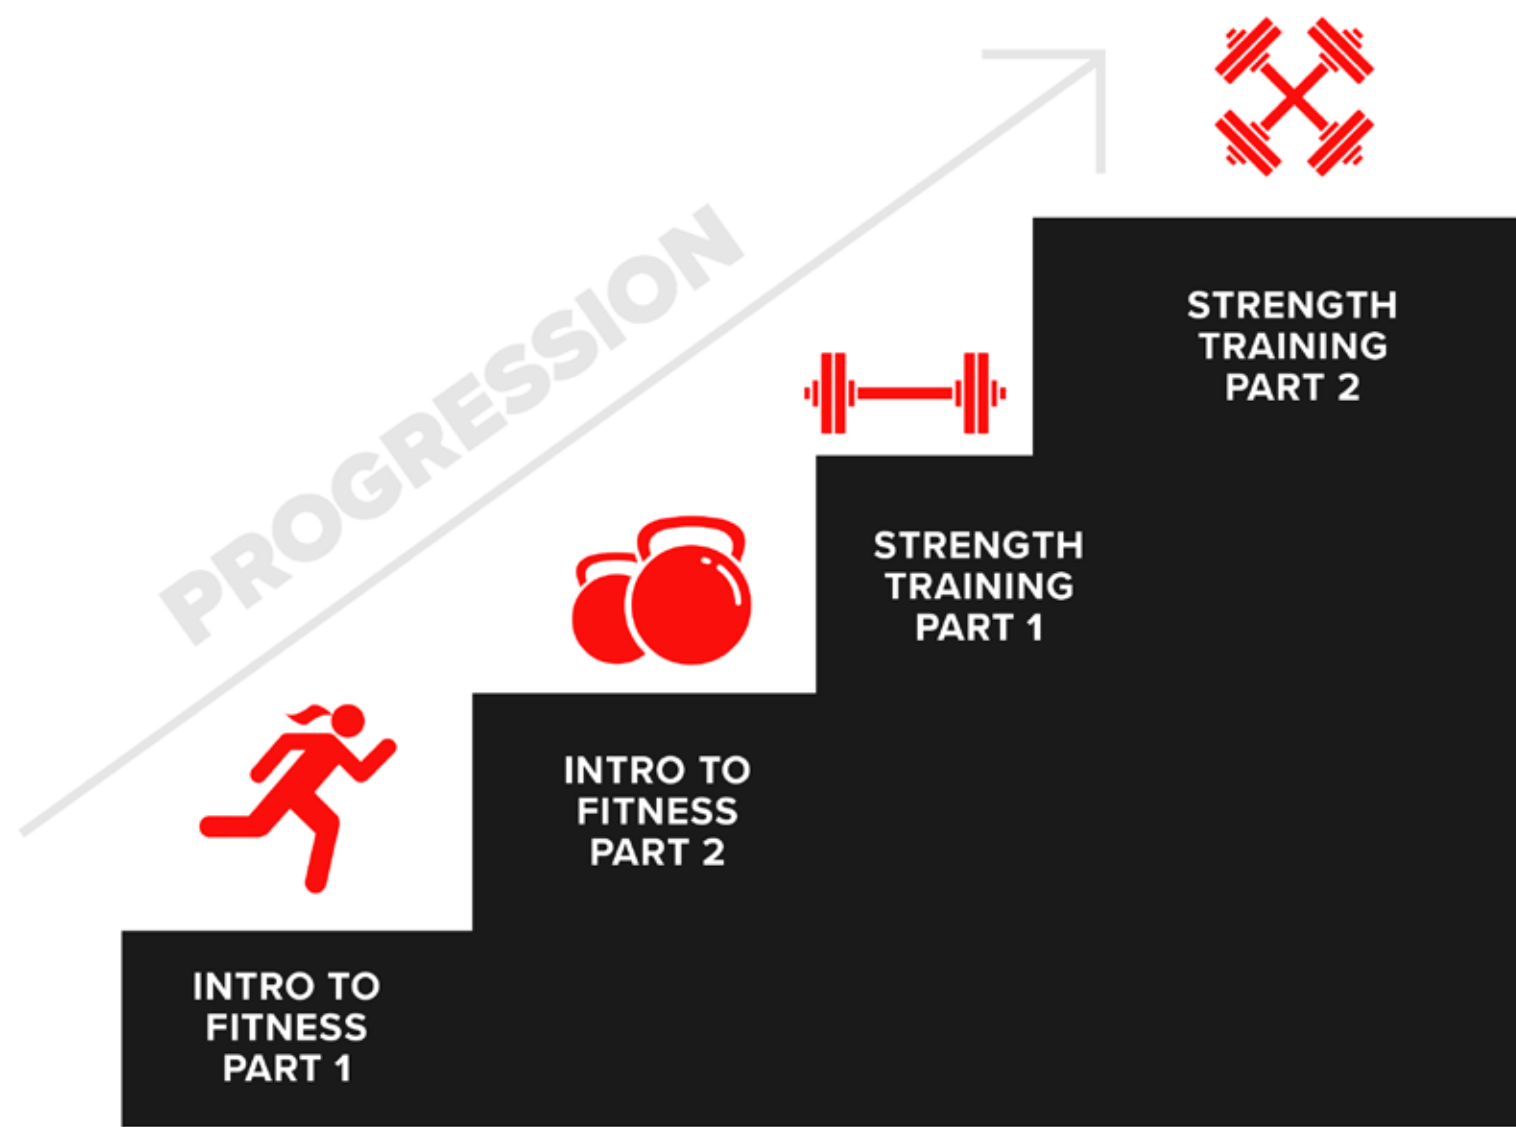 PROGRESSION
STRENGTH
TRAINING
PART 2
STRENGTH
TRAINING
PART 1
INTRO TO
FITNESS
PART 2
INTRO TO
FITNESS
PART 1